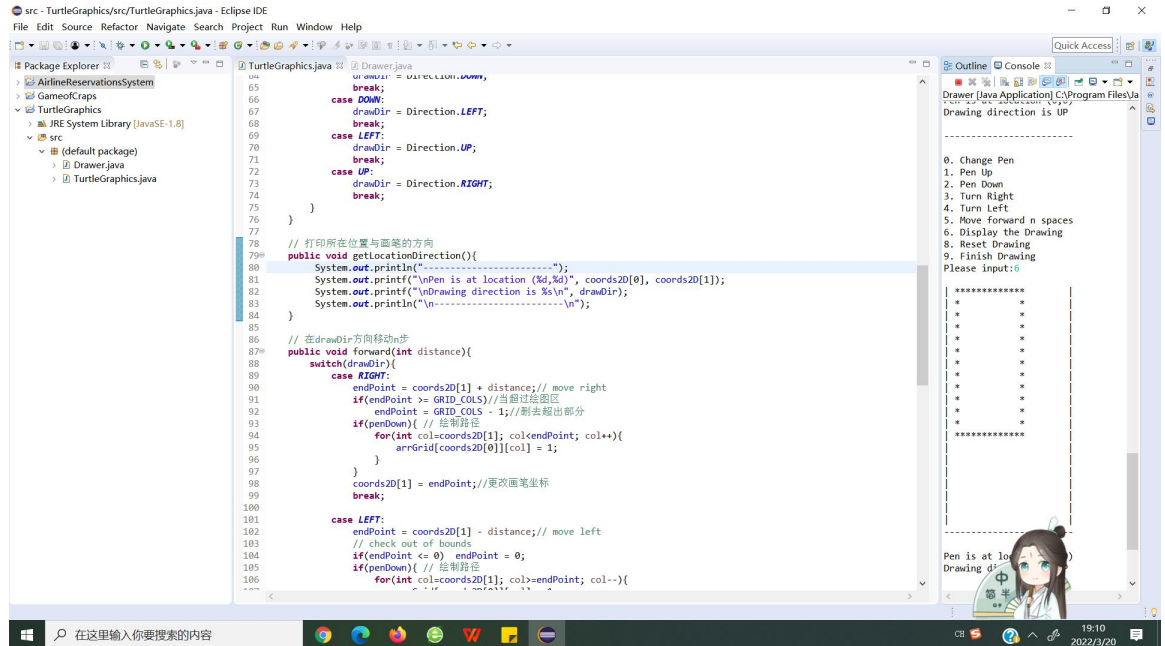 src - TurtleGraphics/src/TurtleGraphics.java - Eclipse IDE
File Edit Source Refactor Navigate Search Project Run Window Help
Quick Access
Package Explorer
AirlineReservationsSystem
GameofCraps
TurtleGraphics
JRE System Library [JavaSE-1.8]
src
(default package)
Drawer.java
TurtleGraphics.java
TurtleGraphics.java Drawer.java
64 drawDir = Direction.DOWN;
65 break;
66 case DOWN:
67 drawDir = Direction.LEFT;
68 break;
69 case LEFT:
70 drawDir = Direction.UP;
71 break;
72 case UP:
73 drawDir = Direction.RIGHT;
74 break;
75 }
76 }
77
78 // 打印所在位置与画笔的方向
79 public void getLocationDirection(){
80 System.out.println("------------------------");
81 System.out.printf("\nPen is at location (%d,%d)", coords2D[0], coords2D[1]);
82 System.out.printf("\nDrawing direction is %s\n", drawDir);
83 System.out.println("\n------------------------\n");
84 }
85
86 // 在drawDir方向移动n步
87 public void forward(int distance){
88 switch(drawDir){
89 case RIGHT:
90 endPoint = coords2D[1] + distance;// move right
91 if(endPoint >= GRID_COLS)//当超过绘图区
92 endPoint = GRID_COLS - 1;//删去超出部分
93 if(penDown){ // 绘制路径
94 for(int col=coords2D[1]; col<endPoint; col++){
95 arrGrid[coords2D[0]][col] = 1;
96 }
97 }
98 coords2D[1] = endPoint;//更改画笔坐标
99 break;
100
101 case LEFT:
102 endPoint = coords2D[1] - distance;// move left
103 // check out of bounds
104 if(endPoint <= 0) endPoint = 0;
105 if(penDown){ // 绘制路径
106 for(int col=coords2D[1]; col>=endPoint; col--){
Outline Console
Drawer [Java Application] C:\Program Files\Ja
Pen is at location (0,0)
Drawing direction is UP
------------------------
0. Change Pen
1. Pen Up
2. Pen Down
3. Turn Right
4. Turn Left
5. Move forward n spaces
6. Display the Drawing
8. Reset Drawing
9. Finish Drawing
Please input:6
| ************* |
| * * |
| * * |
| * * |
| * * |
| * * |
| * * |
| * * |
| * * |
| * * |
| * * |
| * * |
| ************* |
Pen is at
Drawing
中
简 半
在这里输入你要搜索的内容
CH
19:10
2022/3/20